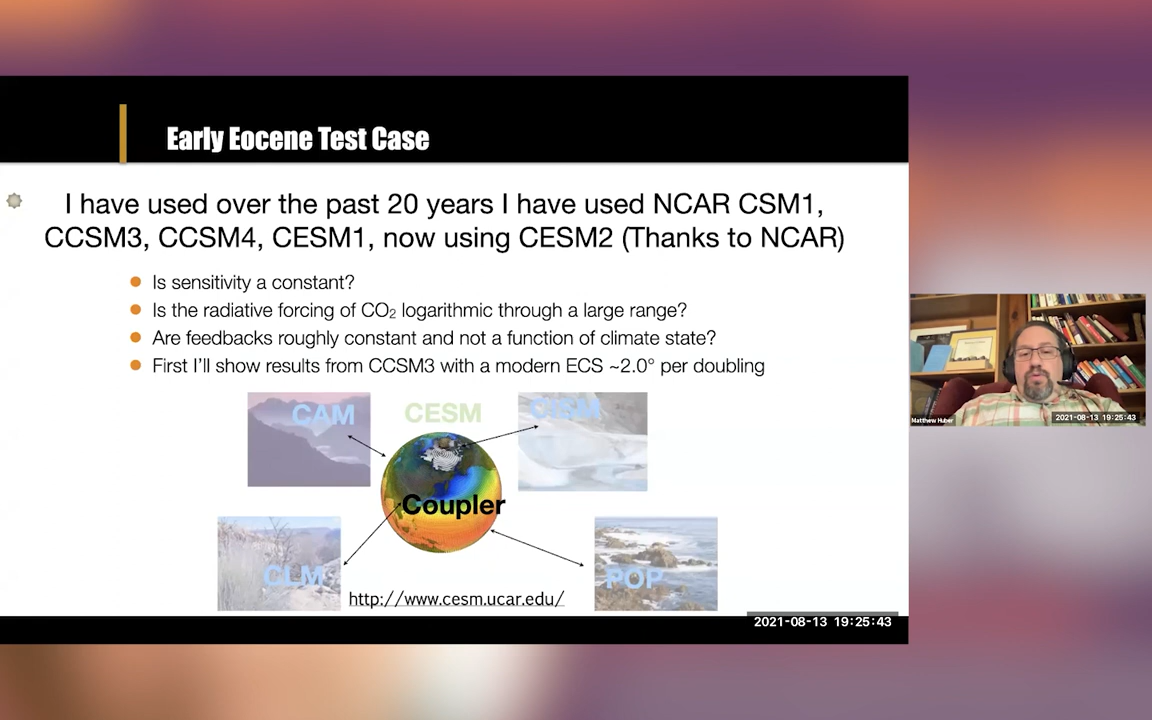 Early Eocene Test Case
I have used over the past 20 years I have used NCAR CSM1,
CCSM3, CCSM4, CESM1, now using CESM2 (Thanks to NCAR)
Is sensitivity a constant?
Is the radiative forcing of CO₂ logarithmic through a large range?
Are feedbacks roughly constant and not a function of climate state?
First I'll show results from CCSM3 with a modern ECS ~2.0° per doubling
CAM
CESM
CISM
Coupler
CLM
POP
http://www.cesm.ucar.edu/
2021-08-13 19:25:43
Matthew Huber
2021-08-13 19:25:43